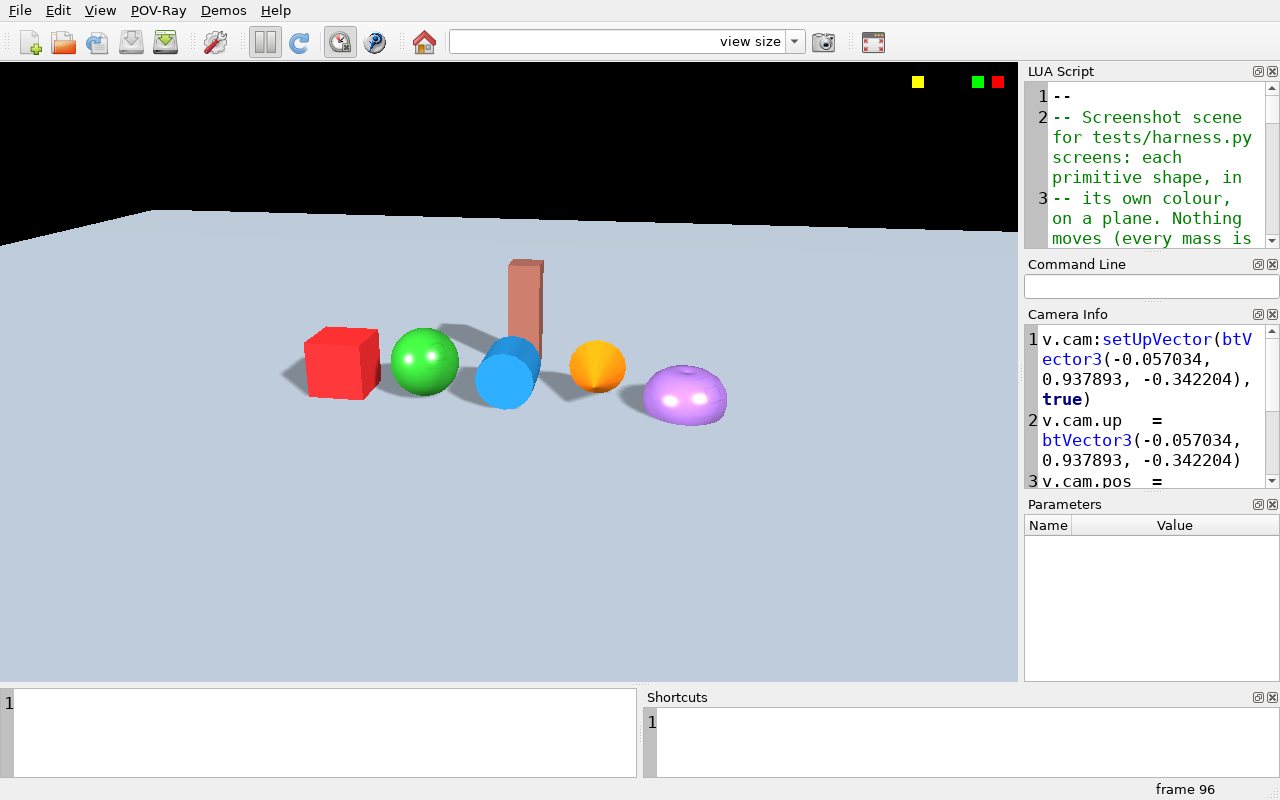 File Edit View POV-Ray Demos Help
view size
LUA Script
1 --
2 -- Screenshot scene
for tests/harness.py
screens: each
primitive shape, in
3 -- its own colour,
on a plane. Nothing
moves (every mass is
Command Line
Camera Info
1 v.cam:setUpVector(btV
ector3(-0.057034,
0.937893, -0.342204),
true)
2 v.cam.up   =
btVector3(-0.057034,
0.937893, -0.342204)
3 v.cam.pos  =
Parameters
Name Value
1
Shortcuts
1
frame 96